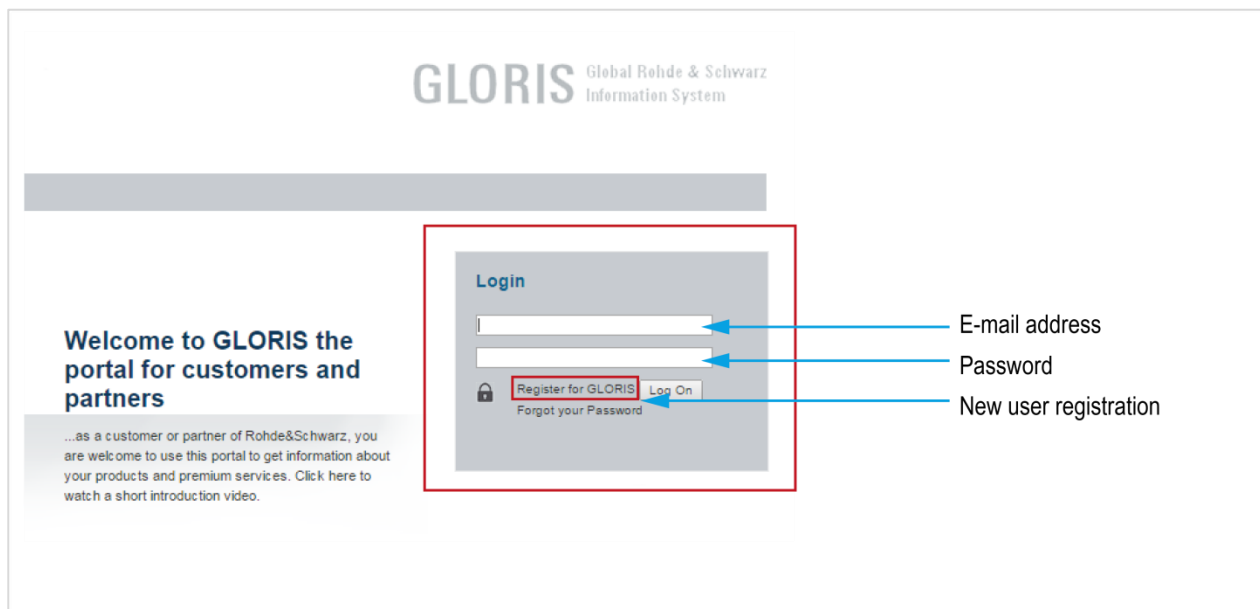 GLORIS Global Rohde & Schwarz
Information System
Login
E-mail address
Password
Register for GLORIS Log On
New user registration
Forgot your Password
Welcome to GLORIS the
portal for customers and
partners
...as a customer or partner of Rohde&Schwarz, you
are welcome to use this portal to get information about
your products and premium services. Click here to
watch a short introduction video.